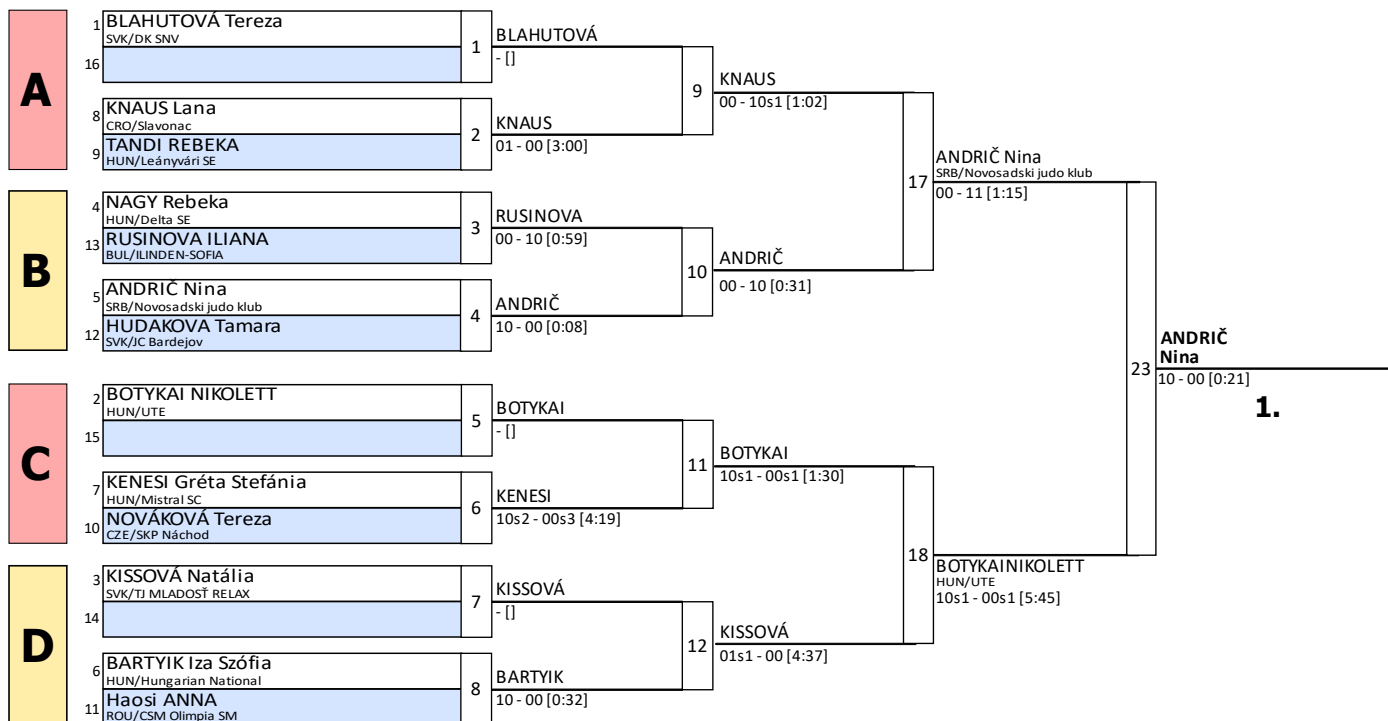 A
1 BLAHUTOVÁ Tereza
SVK/DK SNV
16
1
BLAHUTOVÁ
- []
8 KNAUS Lana
CRO/Slavonac
9 TANDI REBEKA
HUN/Leányvári SE
2
KNAUS
01 - 00 [3:00]
9
KNAUS
00 - 10s1 [1:02]
B
4 NAGY Rebeka
HUN/Delta SE
13 RUSINOVA ILIANA
BUL/ILINDEN-SOFIA
3
RUSINOVA
00 - 10 [0:59]
5 ANDRIČ Nina
SRB/Novosadski judo klub
12 HUDAKOVA Tamara
SVK/JC Bardejov
4
ANDRIČ
10 - 00 [0:08]
10
ANDRIČ
00 - 10 [0:31]
17
ANDRIČ Nina
SRB/Novosadski judo klub
00 - 11 [1:15]
C
2 BOTYKAI NIKOLETT
HUN/UTE
15
5
BOTYKAI
- []
7 KENESI Gréta Stefánia
HUN/Mistral SC
10 NOVÁKOVÁ Tereza
CZE/SKP Náchod
6
KENESI
10s2 - 00s3 [4:19]
11
BOTYKAI
10s1 - 00s1 [1:30]
D
3 KISSOVÁ Natália
SVK/TJ MLADOSŤ RELAX
14
7
KISSOVÁ
- []
6 BARTYIK Iza Szófia
HUN/Hungarian National
11 Haosi ANNA
ROU/CSM Olimpia SM
8
BARTYIK
10 - 00 [0:32]
12
KISSOVÁ
01s1 - 00 [4:37]
18
BOTYKAINIKOLETT
HUN/UTE
10s1 - 00s1 [5:45]
23
ANDRIČ
Nina
10 - 00 [0:21]
1.